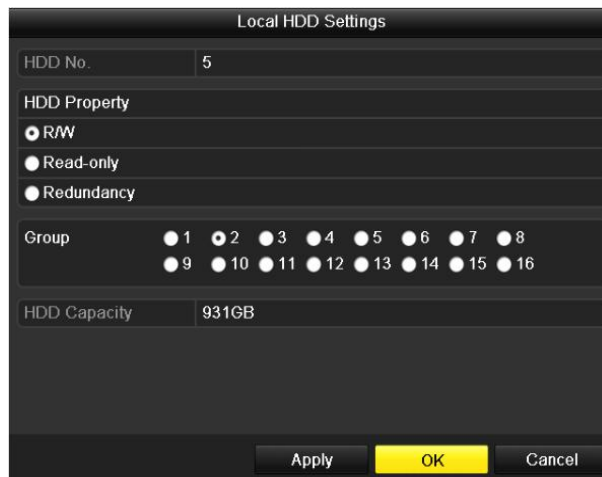 Local HDD Settings
HDD No. 5
HDD Property
R/W
Read-only
Redundancy
Group 1 2 3 4 5 6 7 8
9 10 11 12 13 14 15 16
HDD Capacity 931GB
Apply OK Cancel